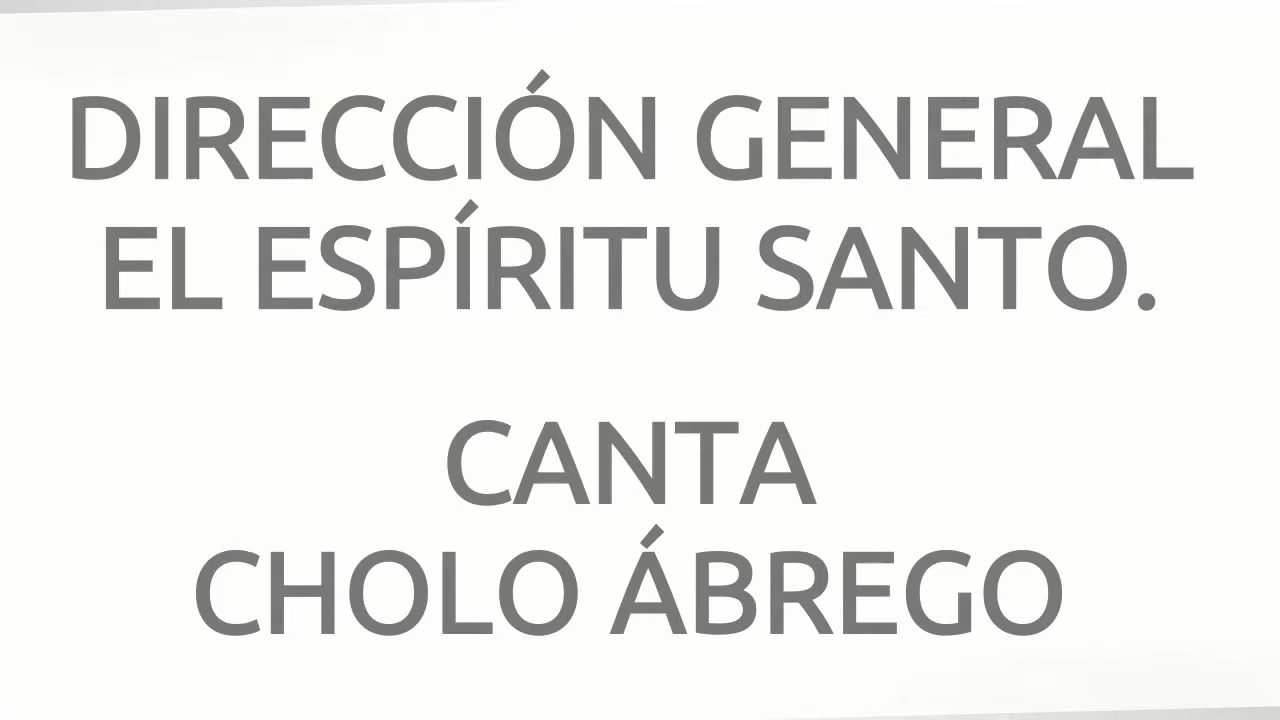 DIRECCIÓN GENERAL
EL ESPÍRITU SANTO.
CANTA
CHOLO ÁBREGO